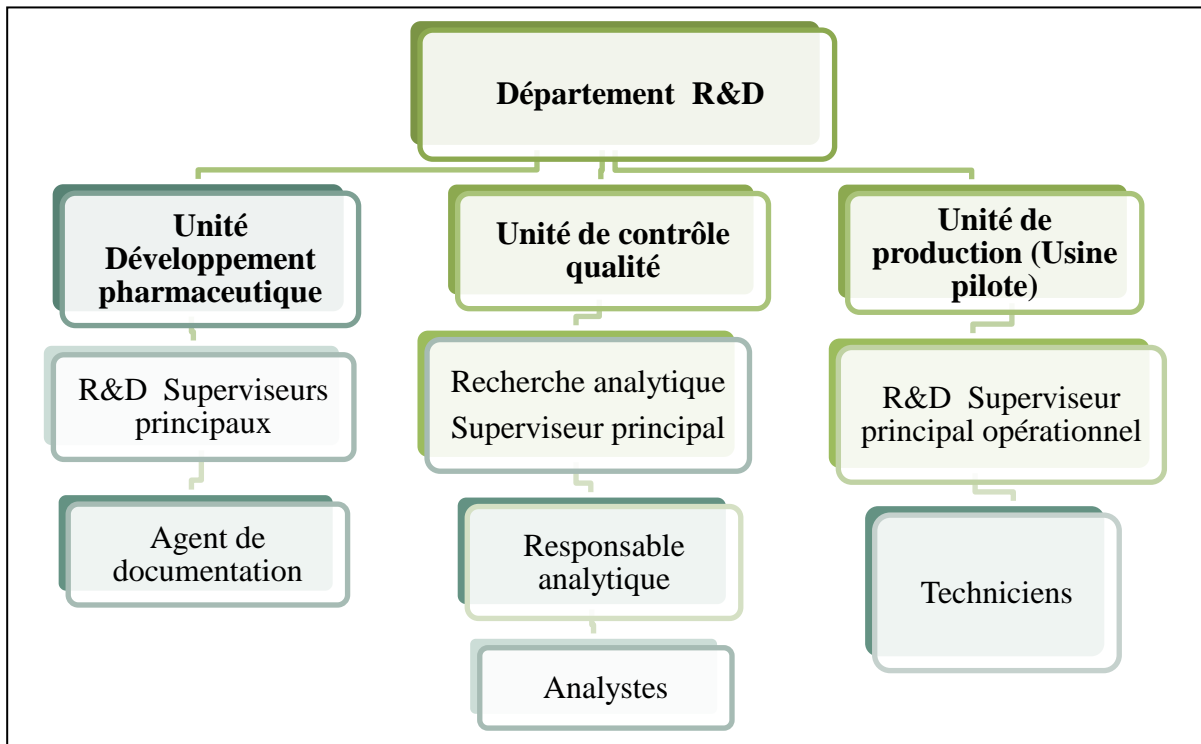 Département R&D
Unité
Développement
pharmaceutique
Unité de contrôle
qualité
Unité de
production (Usine
pilote)
R&D Superviseurs
principaux
Recherche analytique
Superviseur principal
R&D Superviseur
principal opérationnel
Agent de
documentation
Responsable
analytique
Techniciens
Analystes